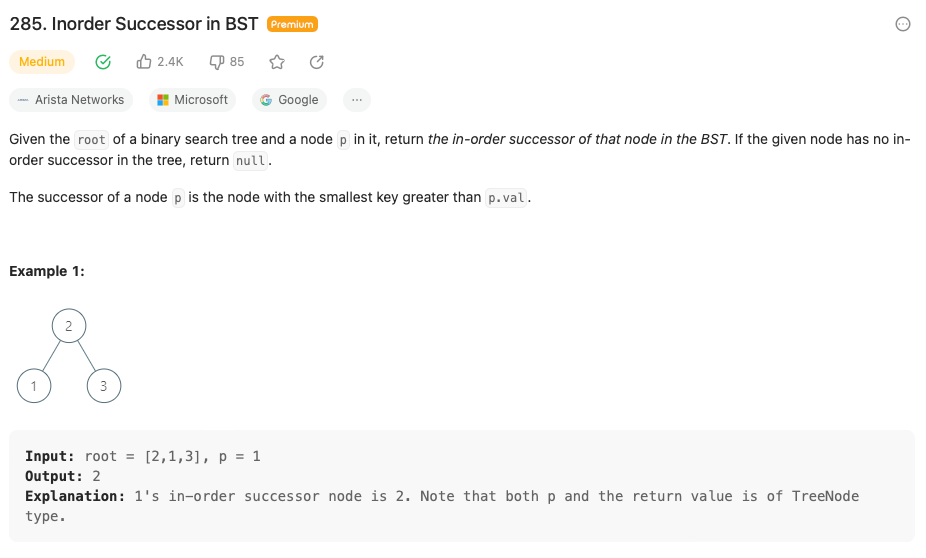 285. Inorder Successor in BST Premium
Medium 2.4K 85
Arista Networks Microsoft Google ...
Given the root of a binary search tree and a node p in it, return the in-order successor of that node in the BST. If the given node has no in-
order successor in the tree, return null.
The successor of a node p is the node with the smallest key greater than p.val.
Example 1:
2
1 3
Input: root = [2,1,3], p = 1
Output: 2
Explanation: 1's in-order successor node is 2. Note that both p and the return value is of TreeNode
type.